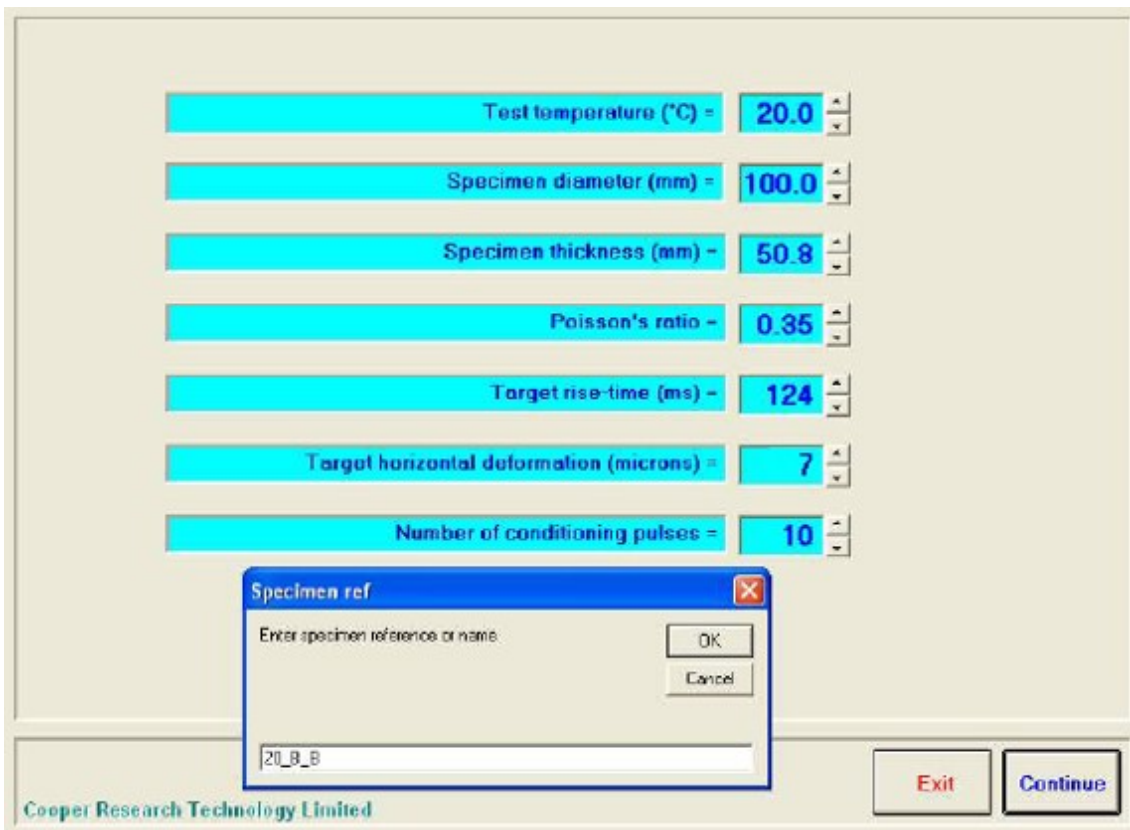 Test temperature (°C) = 20.0
Specimen diameter (mm) = 100.0
Specimen thickness (mm) = 50.8
Poisson's ratio = 0.35
Target rise-time (ms) = 124
Target horizontal deformation (microns) = 7
Number of conditioning pulses = 10
Specimen ref
Enter specimen reference or name
OK
Cancel
20_B_B
Exit
Continue
Cooper Research Technology Limited